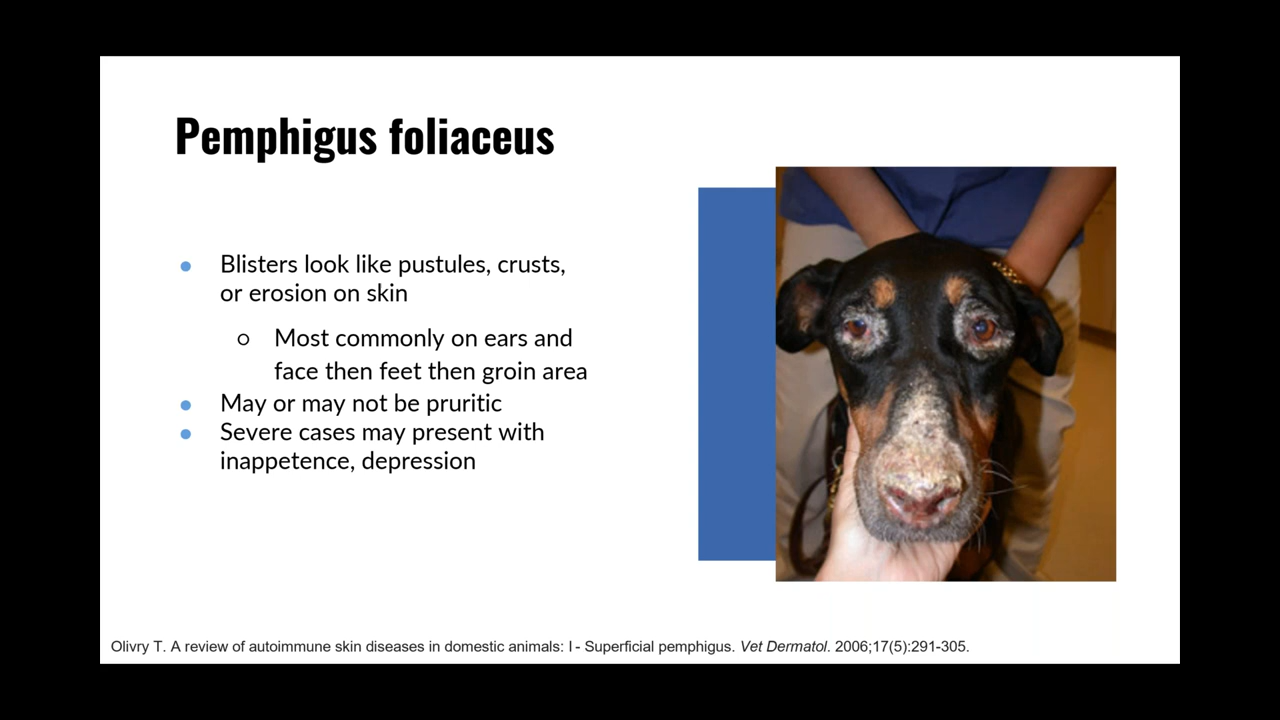 Pemphigus foliaceus
● Blisters look like pustules, crusts,
or erosion on skin
○ Most commonly on ears and
face then feet then groin area
● May or may not be pruritic
● Severe cases may present with
inappetence, depression
Olivry T. A review of autoimmune skin diseases in domestic animals: I - Superficial pemphigus. Vet Dermatol. 2006;17(5):291-305.